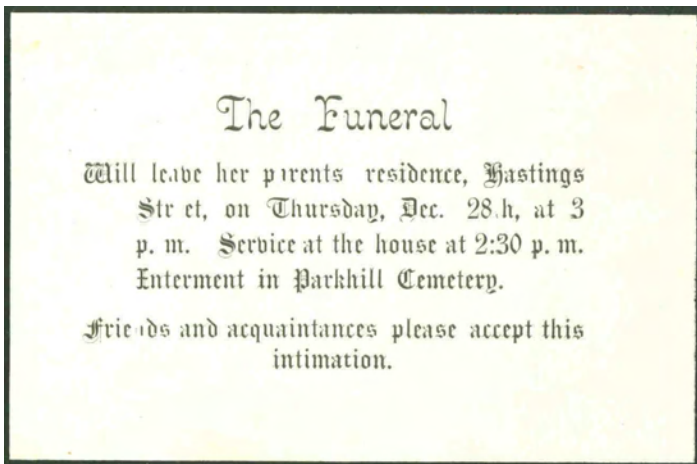 The Funeral
Will leave her parents residence, Hastings
Street, on Thursday, Dec. 28th, at 3
p. m. Service at the house at 2:30 p. m.
Interment in Parkhill Cemetery.
Friends and acquaintances please accept this
intimation.